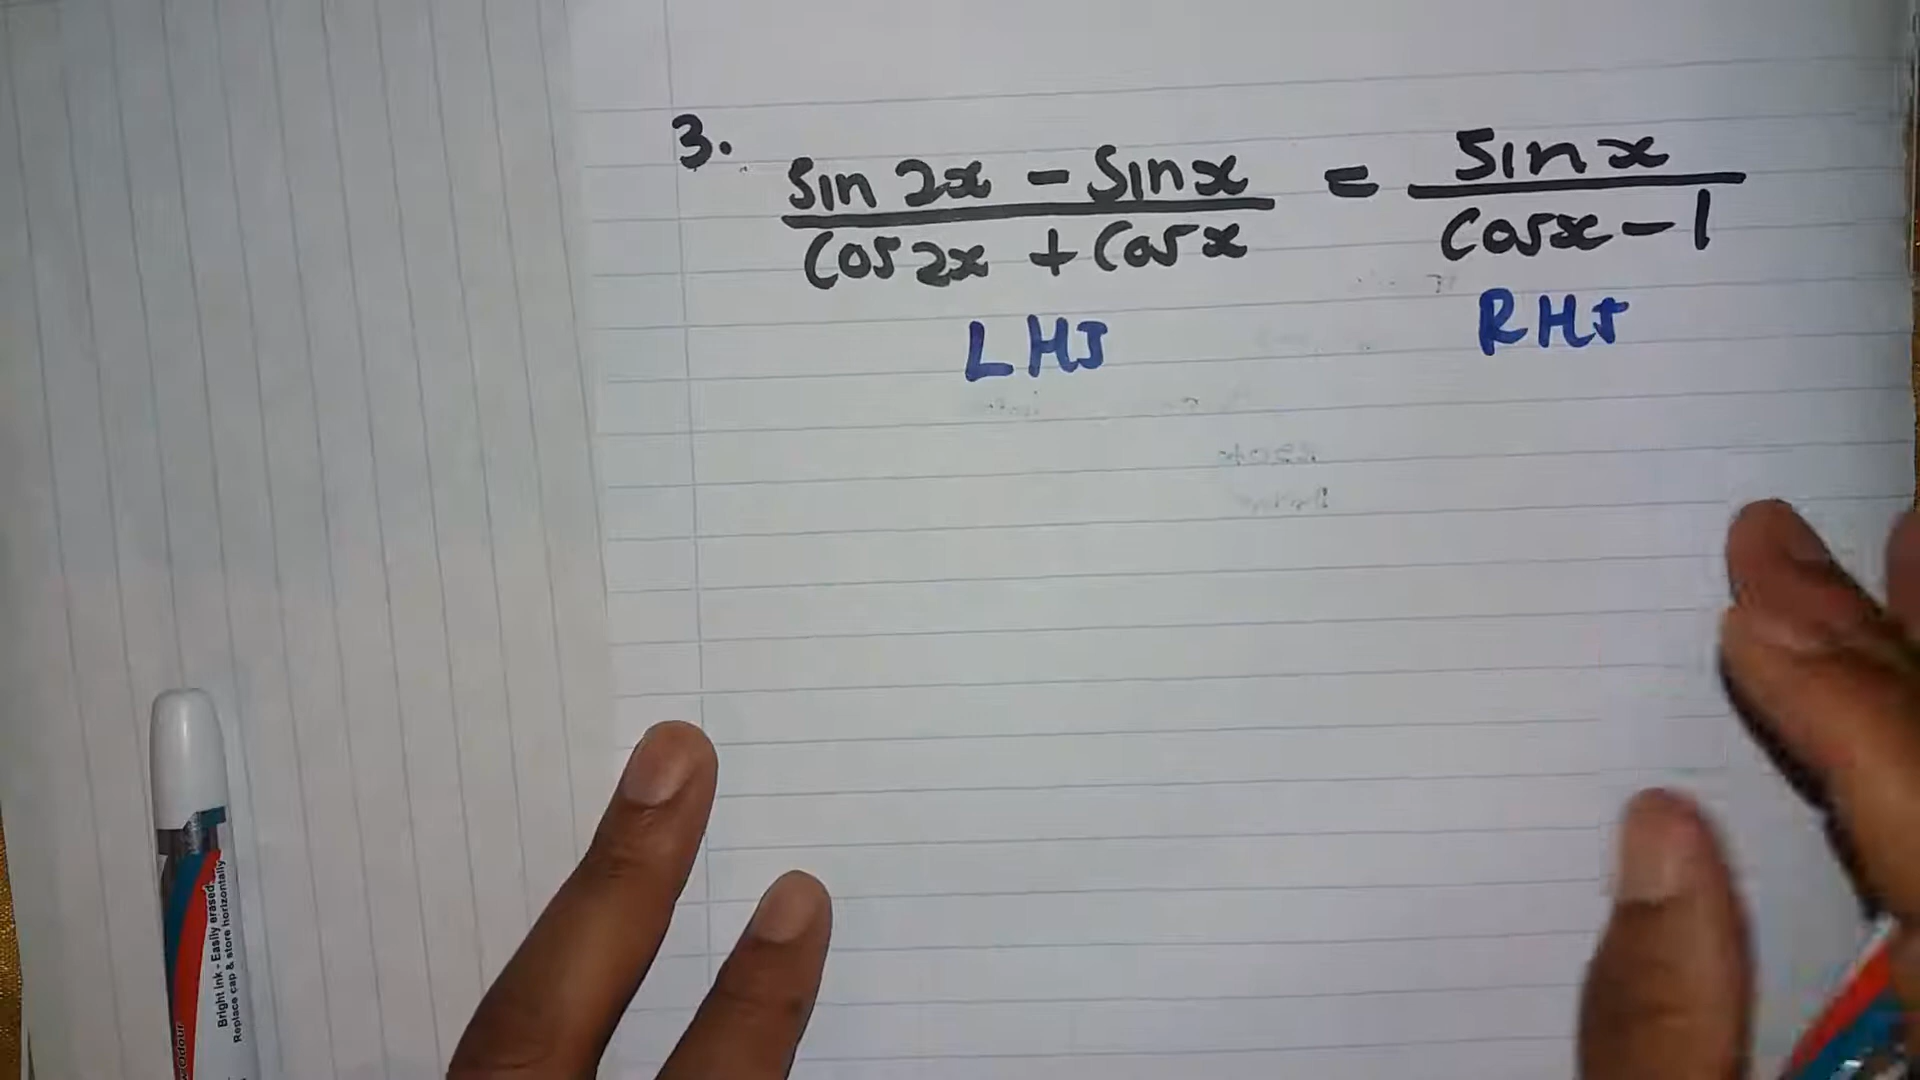 3.
sin 2x - sin x / cos 2x + cos x = sin x / cos x - 1
LHS RHS
Bright ink - Easily erased.
Replace cap & store horizontally